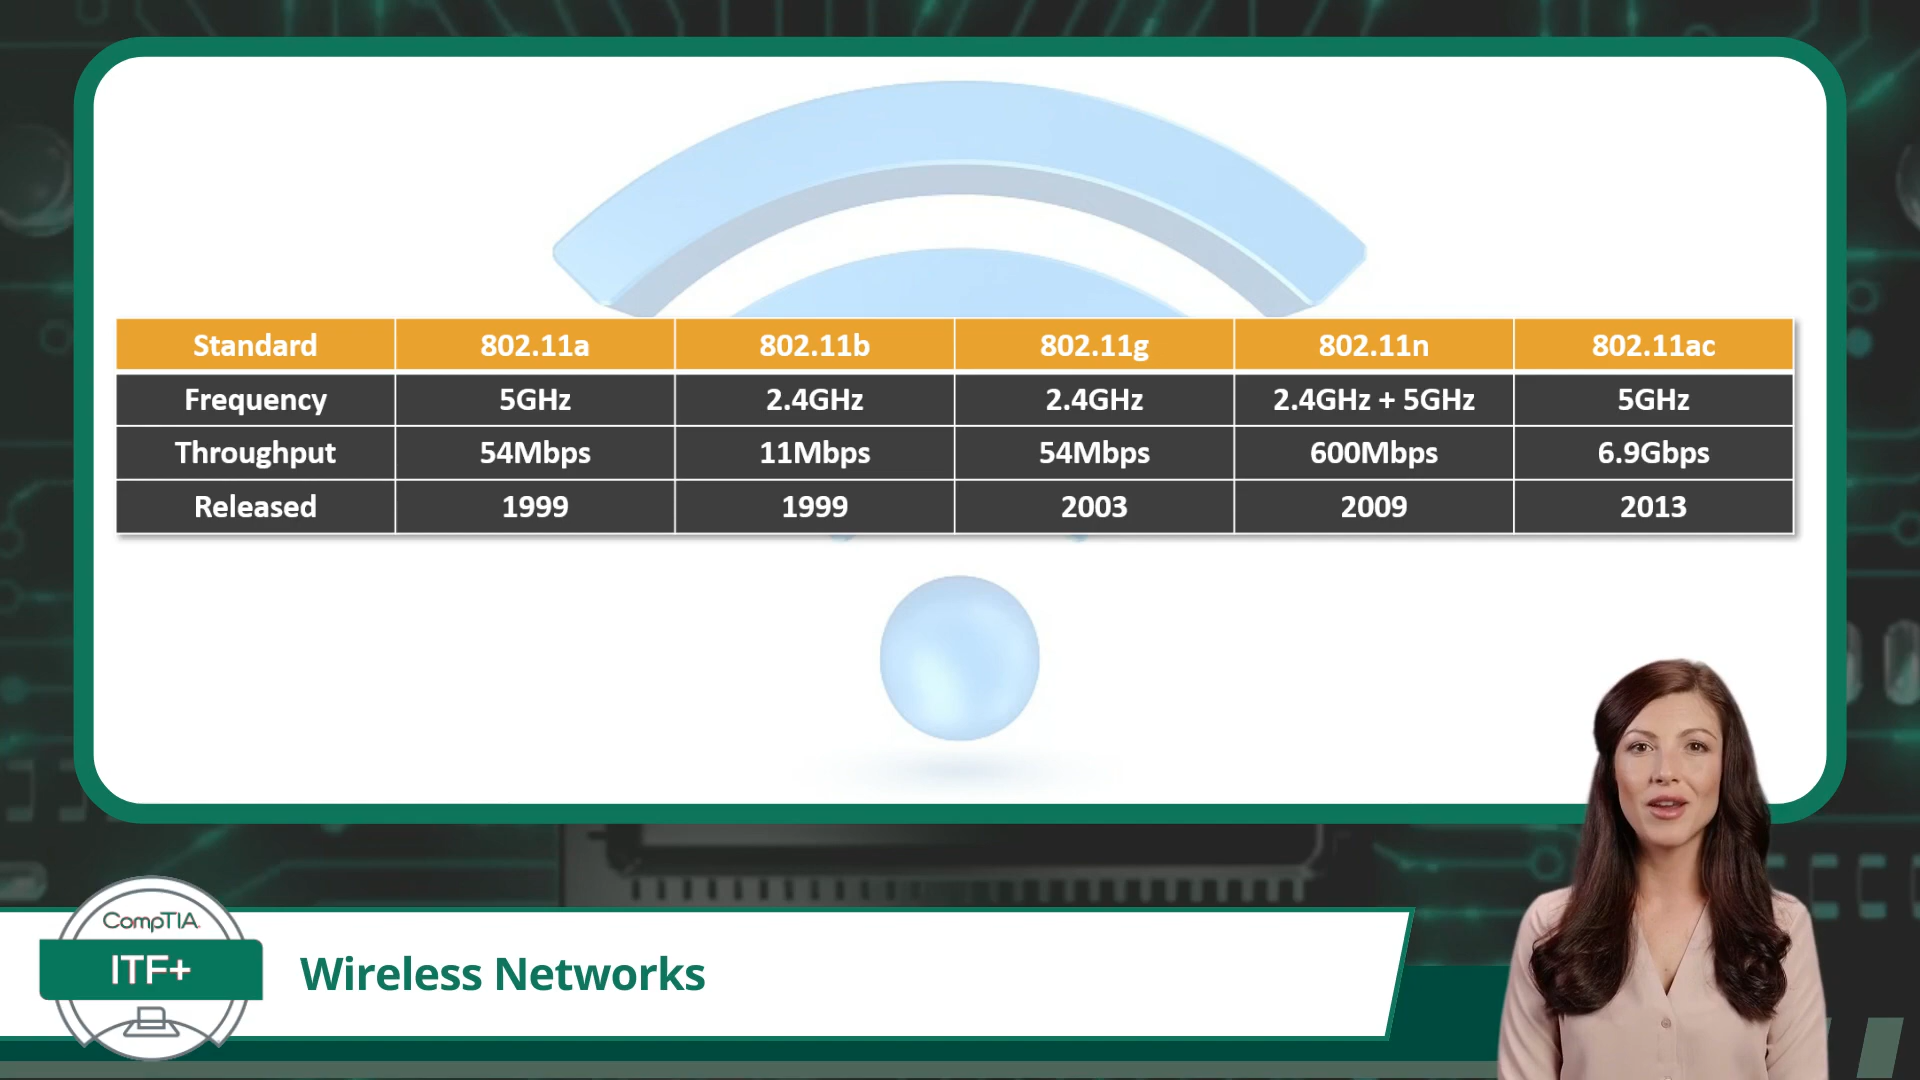 Standard 802.11a 802.11b 802.11g 802.11n 802.11ac
Frequency 5GHz 2.4GHz 2.4GHz 2.4GHz + 5GHz 5GHz
Throughput 54Mbps 11Mbps 54Mbps 600Mbps 6.9Gbps
Released 1999 1999 2003 2009 2013
CompTIA
ITF+
Wireless Networks